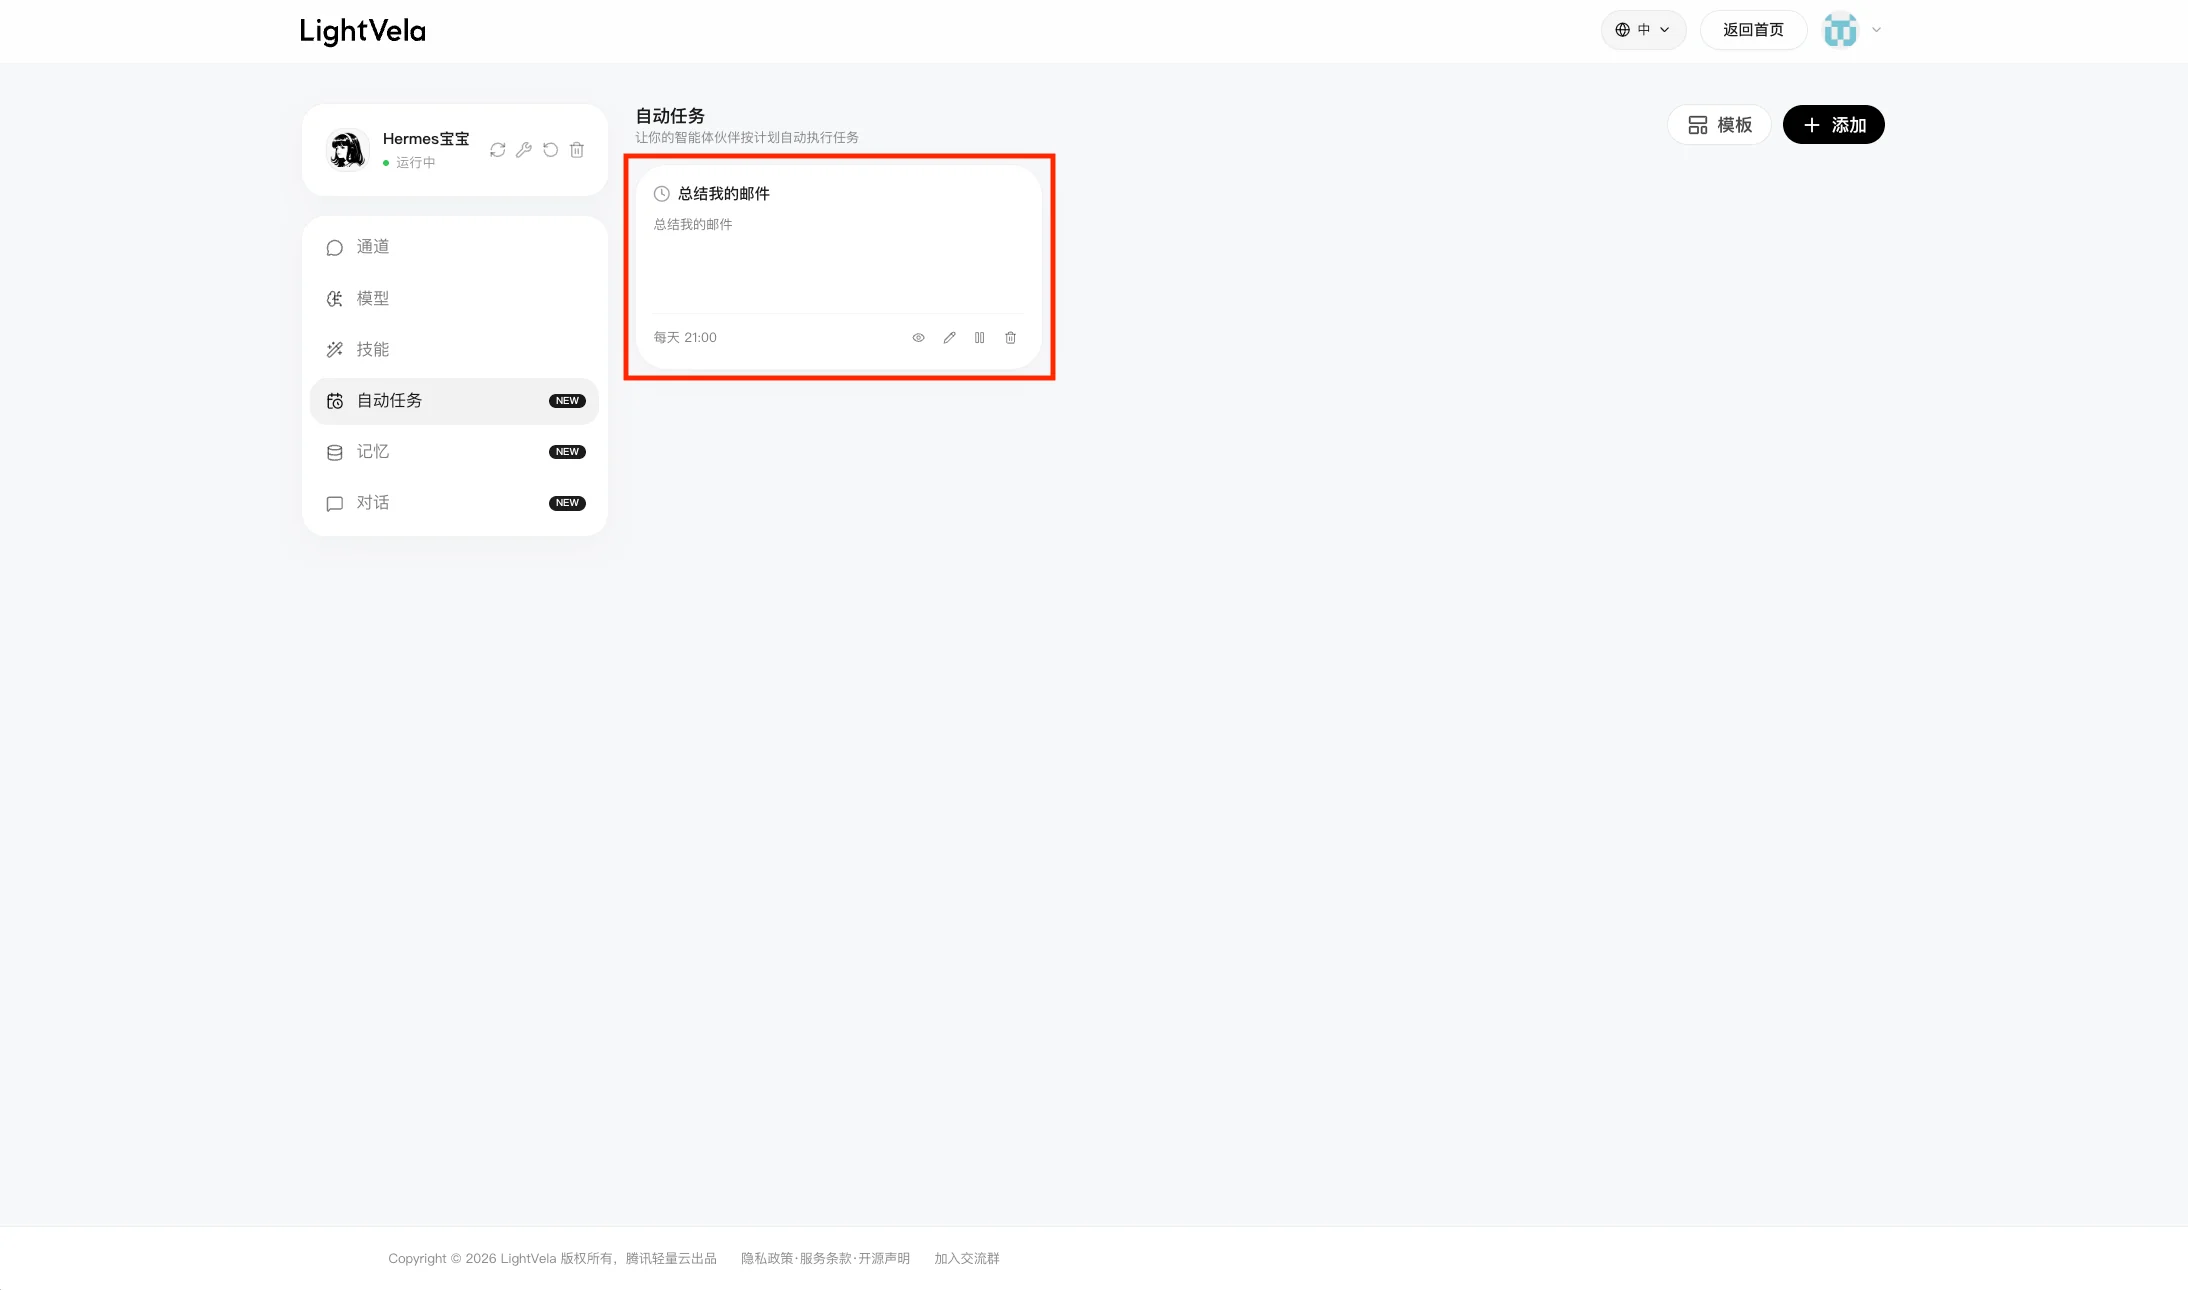 LightVela
中
返回首页
Hermes宝宝
运行中
通道
模型
技能
自动任务 NEW
记忆 NEW
对话 NEW
自动任务
让你的智能体伙伴按计划自动执行任务
模板
添加
总结我的邮件
总结我的邮件
每天 21:00
Copyright © 2026 LightVela 版权所有，腾讯轻量云出品 隐私政策·服务条款·开源声明 加入交流群